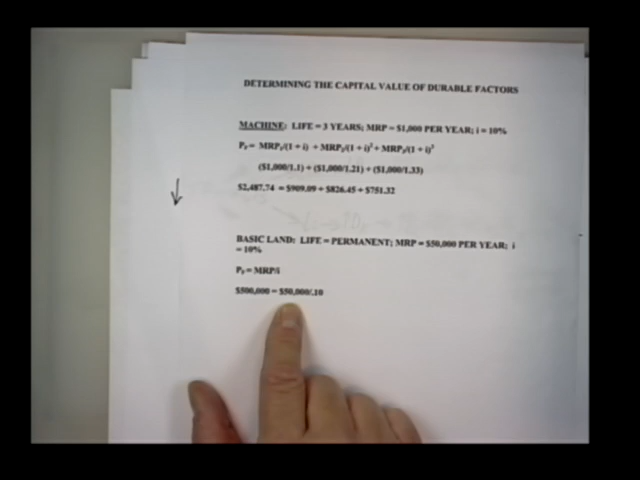 DETERMINING THE CAPITAL VALUE OF DURABLE FACTORS
MACHINE: LIFE = 3 YEARS; MRP = $1,000 PER YEAR; i = 10%
P_F = MRP₁/(1 + i) + MRP₂/(1 + i)² + MRP₃/(1 + i)³
($1,000/1.1) + ($1,000/1.21) + ($1,000/1.33)
$2,487.74 = $909.09 + $826.45 + $751.32
BASIC LAND: LIFE = PERMANENT; MRP = $50,000 PER YEAR; i
= 10%
P_F = MRP/i
$500,000 = $50,000/.10